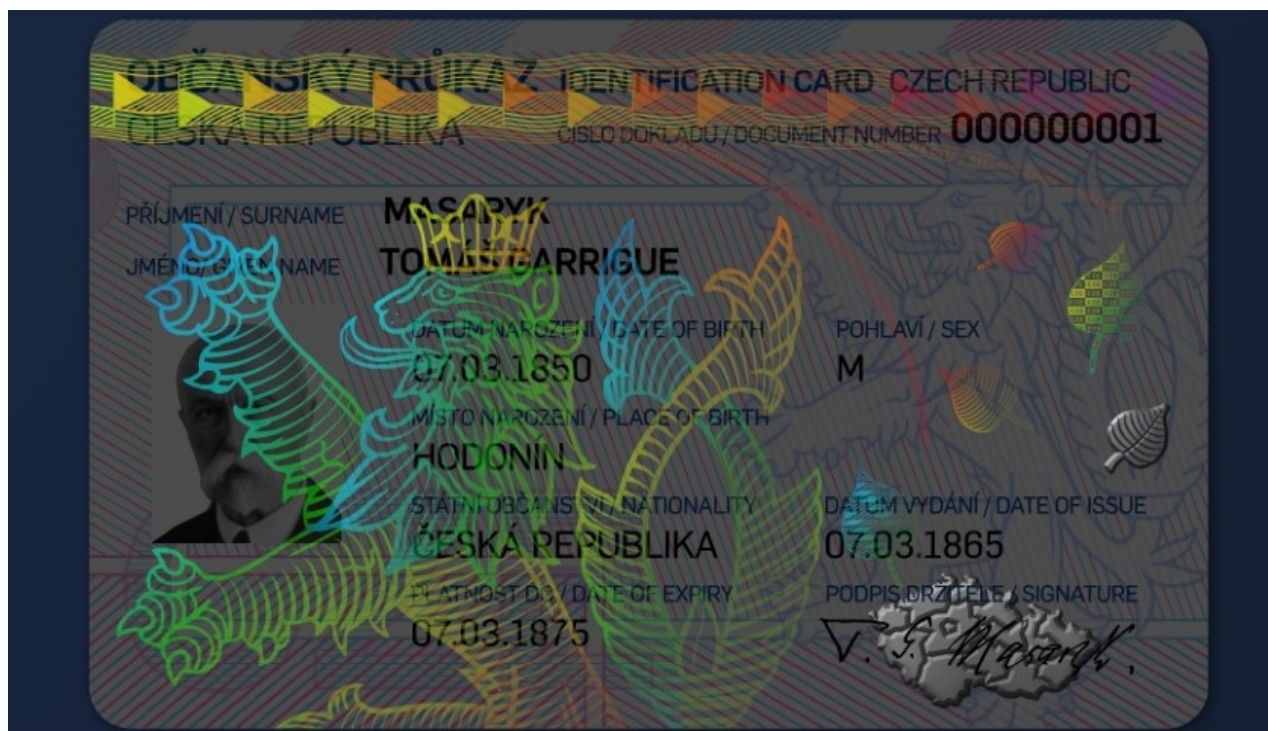 OBČANSKÝ PRŮKAZ IDENTIFICATION CARD CZECH REPUBLIC
ČESKÁ REPUBLIKA ČÍSLO DOKLADU / DOCUMENT NUMBER 000000001
PŘÍJMENÍ / SURNAME MASARYK
JMÉNO / GIVEN NAME TOMÁŠ GARRIGUE
DATUM NAROZENÍ / DATE OF BIRTH POHLAVÍ / SEX
07.03.1850 M
MÍSTO NAROZENÍ / PLACE OF BIRTH
HODONÍN
STÁTNÍ OBČANSTVÍ / NATIONALITY DATUM VYDÁNÍ / DATE OF ISSUE
ČESKÁ REPUBLIKA 07.03.1865
PLATNOST DO / DATE OF EXPIRY PODPIS DRŽITELE / SIGNATURE
07.03.1875 T. G. Masaryk